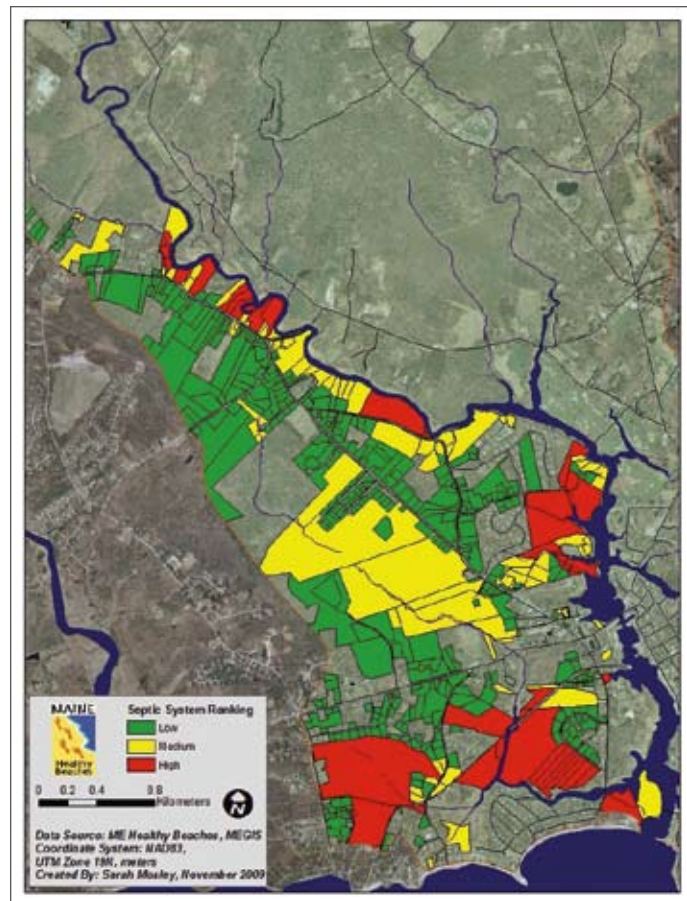 MAINE
Healthy
Beaches
Septic System Ranking
Low
Medium
High
0 0.2 0.4 0.8
Kilometers
N
Data Source: ME Healthy Beaches, MEGIS
Coordinate System: NAD83,
UTM Zone 19N, meters
Created By: Sarah Mosley, November 2009